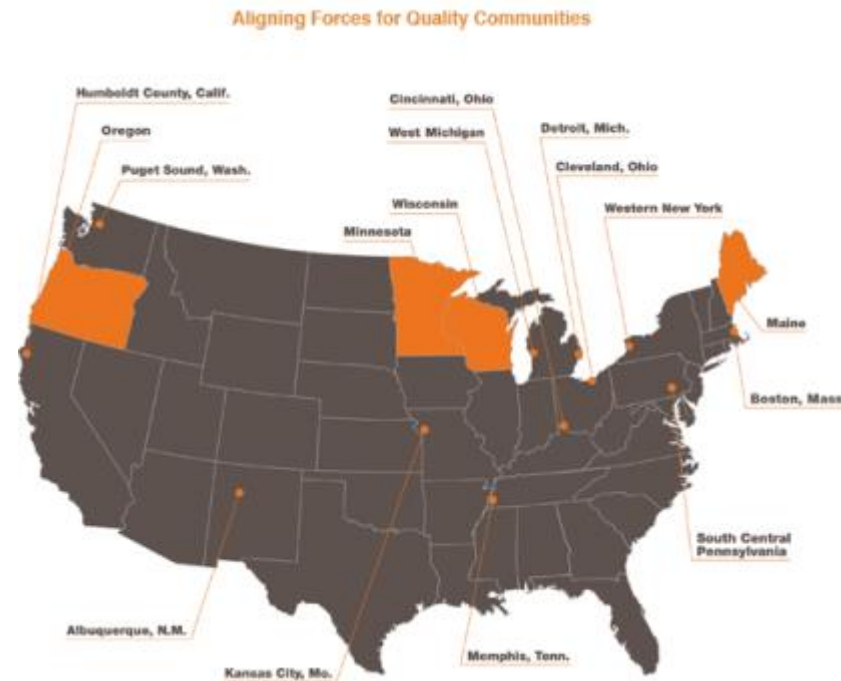 Aligning Forces for Quality Communities
Humboldt County, Calif.
Oregon
Puget Sound, Wash.
Cincinnati, Ohio
West Michigan
Detroit, Mich.
Cleveland, Ohio
Wisconsin
Western New York
Minnesota
Maine
Boston, Mass
South Central
Pennsylvania
Albuquerque, N.M.
Memphis, Tenn.
Kansas City, Mo.